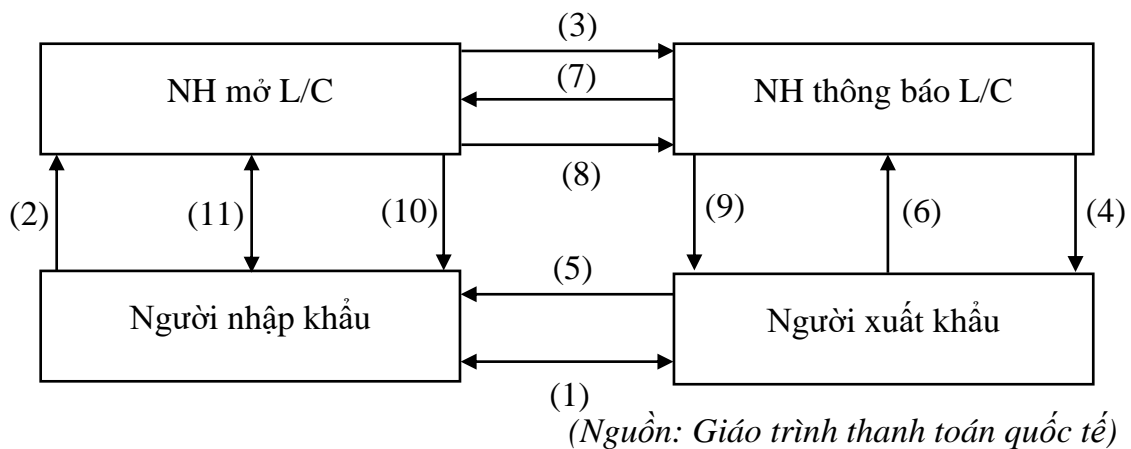 (3)
NH mở L/C
(7)
NH thông báo L/C
(8)
(2)
(11)
(10)
(9)
(6)
(4)
(5)
Người nhập khẩu
Người xuất khẩu
(1)
(Nguồn: Giáo trình thanh toán quốc tế)